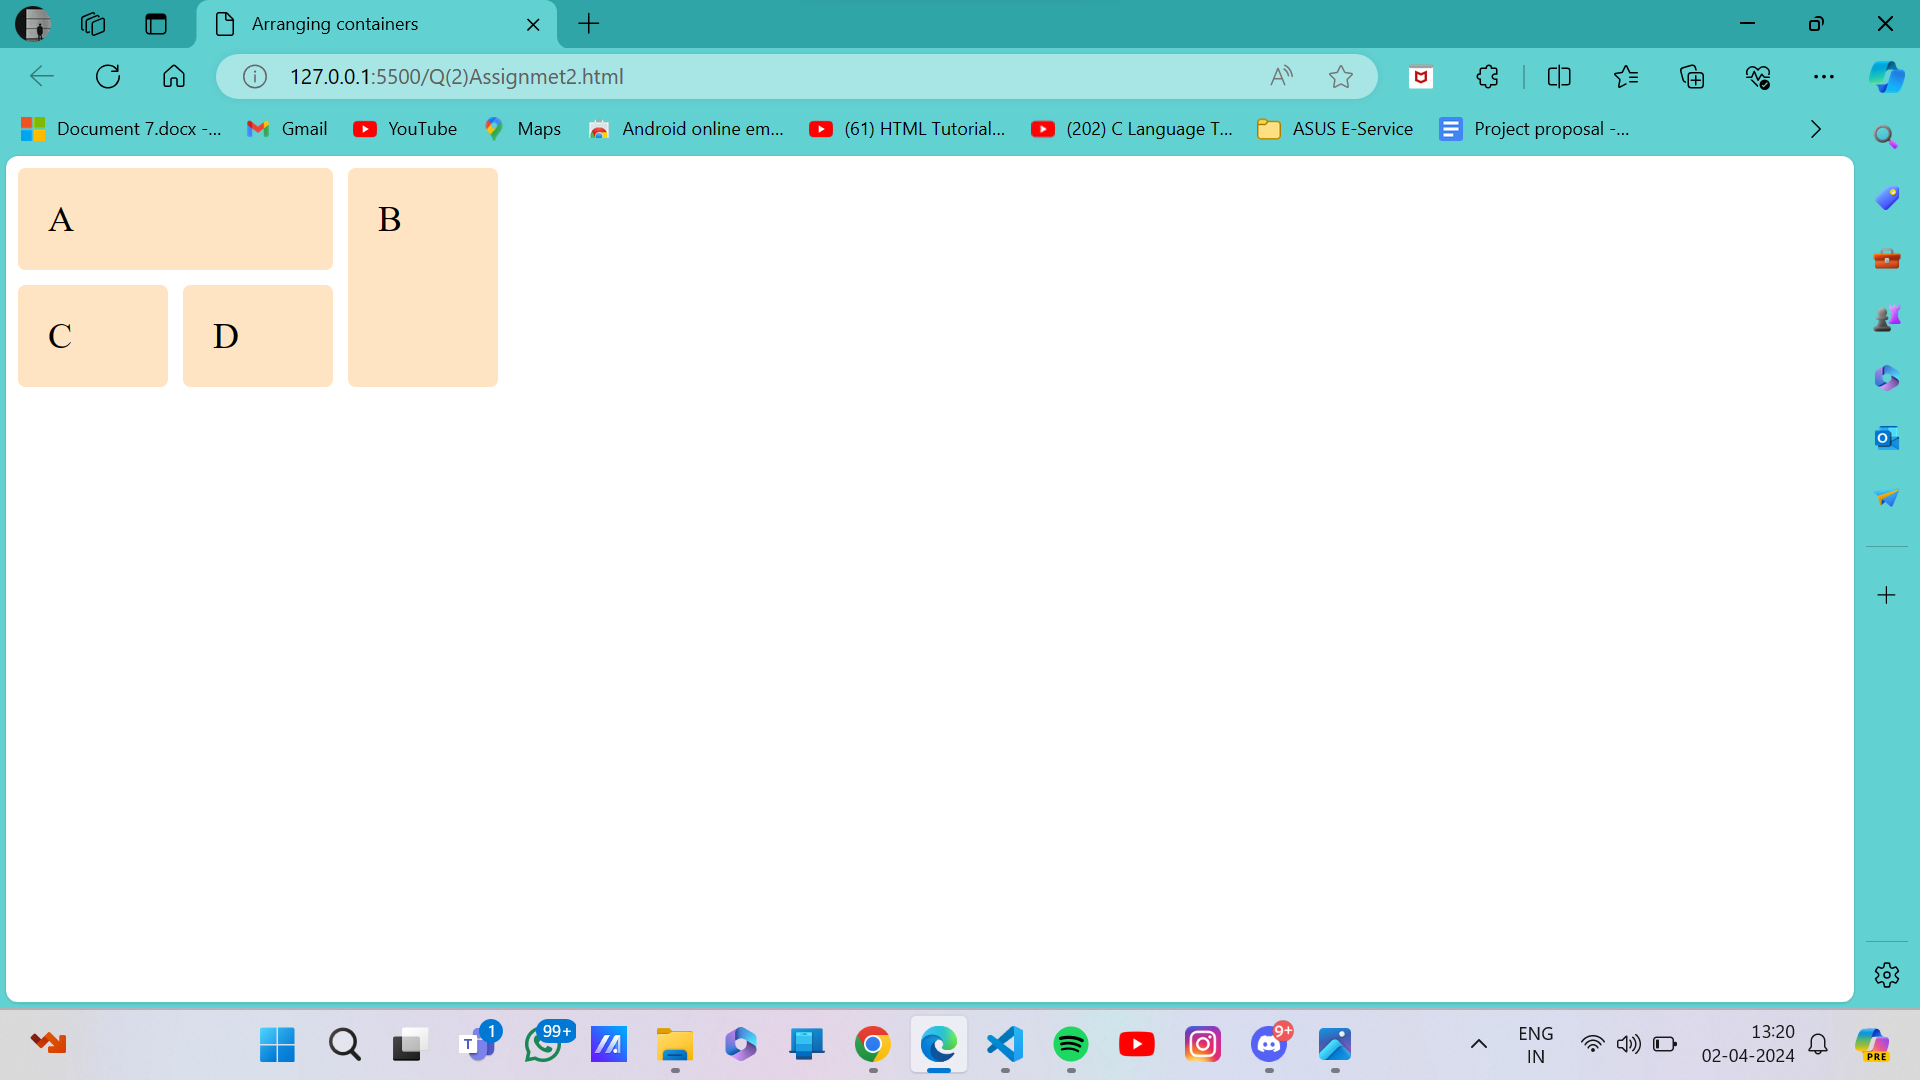 Arranging containers
127.0.0.1:5500/Q(2)Assignmet2.html
Document 7.docx -... Gmail YouTube Maps Android online em... (61) HTML Tutorial... (202) C Language T... ASUS E-Service Project proposal -...
A B
C D
1 99+ 9+
ENG
IN
13:20
02-04-2024
PRE